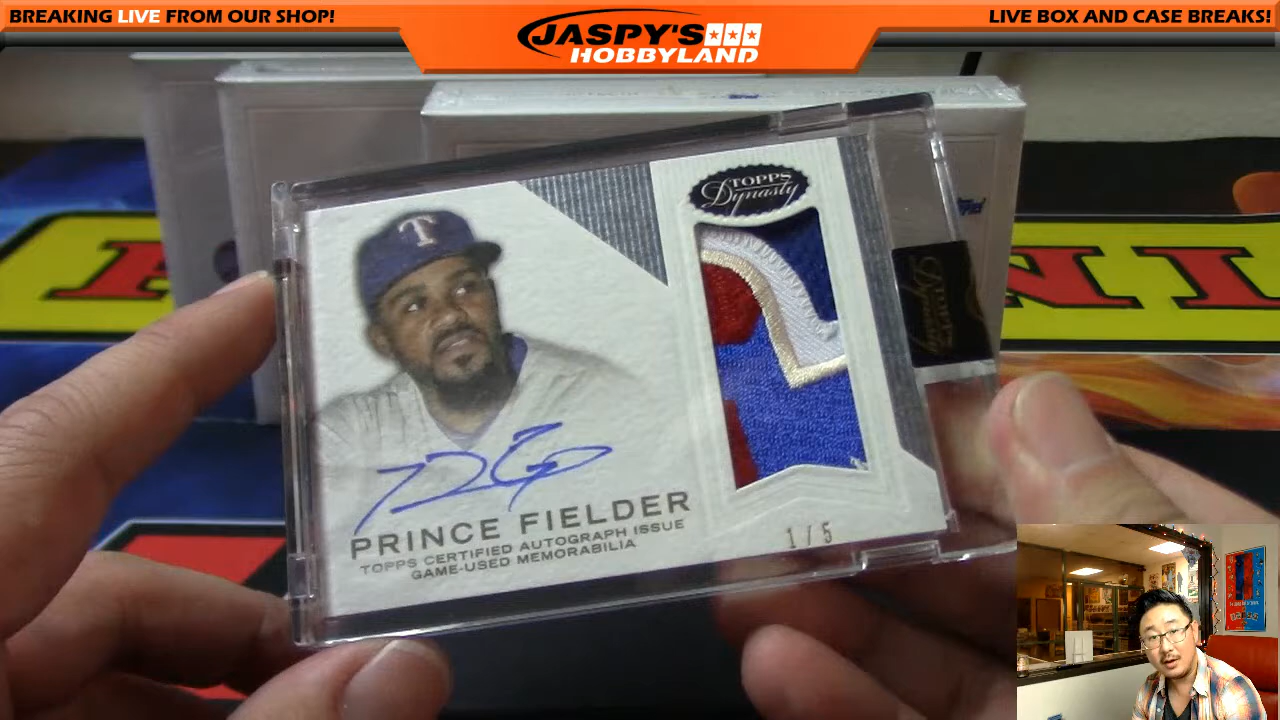 BREAKING LIVE FROM OUR SHOP!
JASPY'S
HOBBYLAND
LIVE BOX AND CASE BREAKS!
T
TOPPS
Dynasty
PRINCE FIELDER
TOPPS CERTIFIED AUTOGRAPH ISSUE
GAME-USED MEMORABILIA
1/5